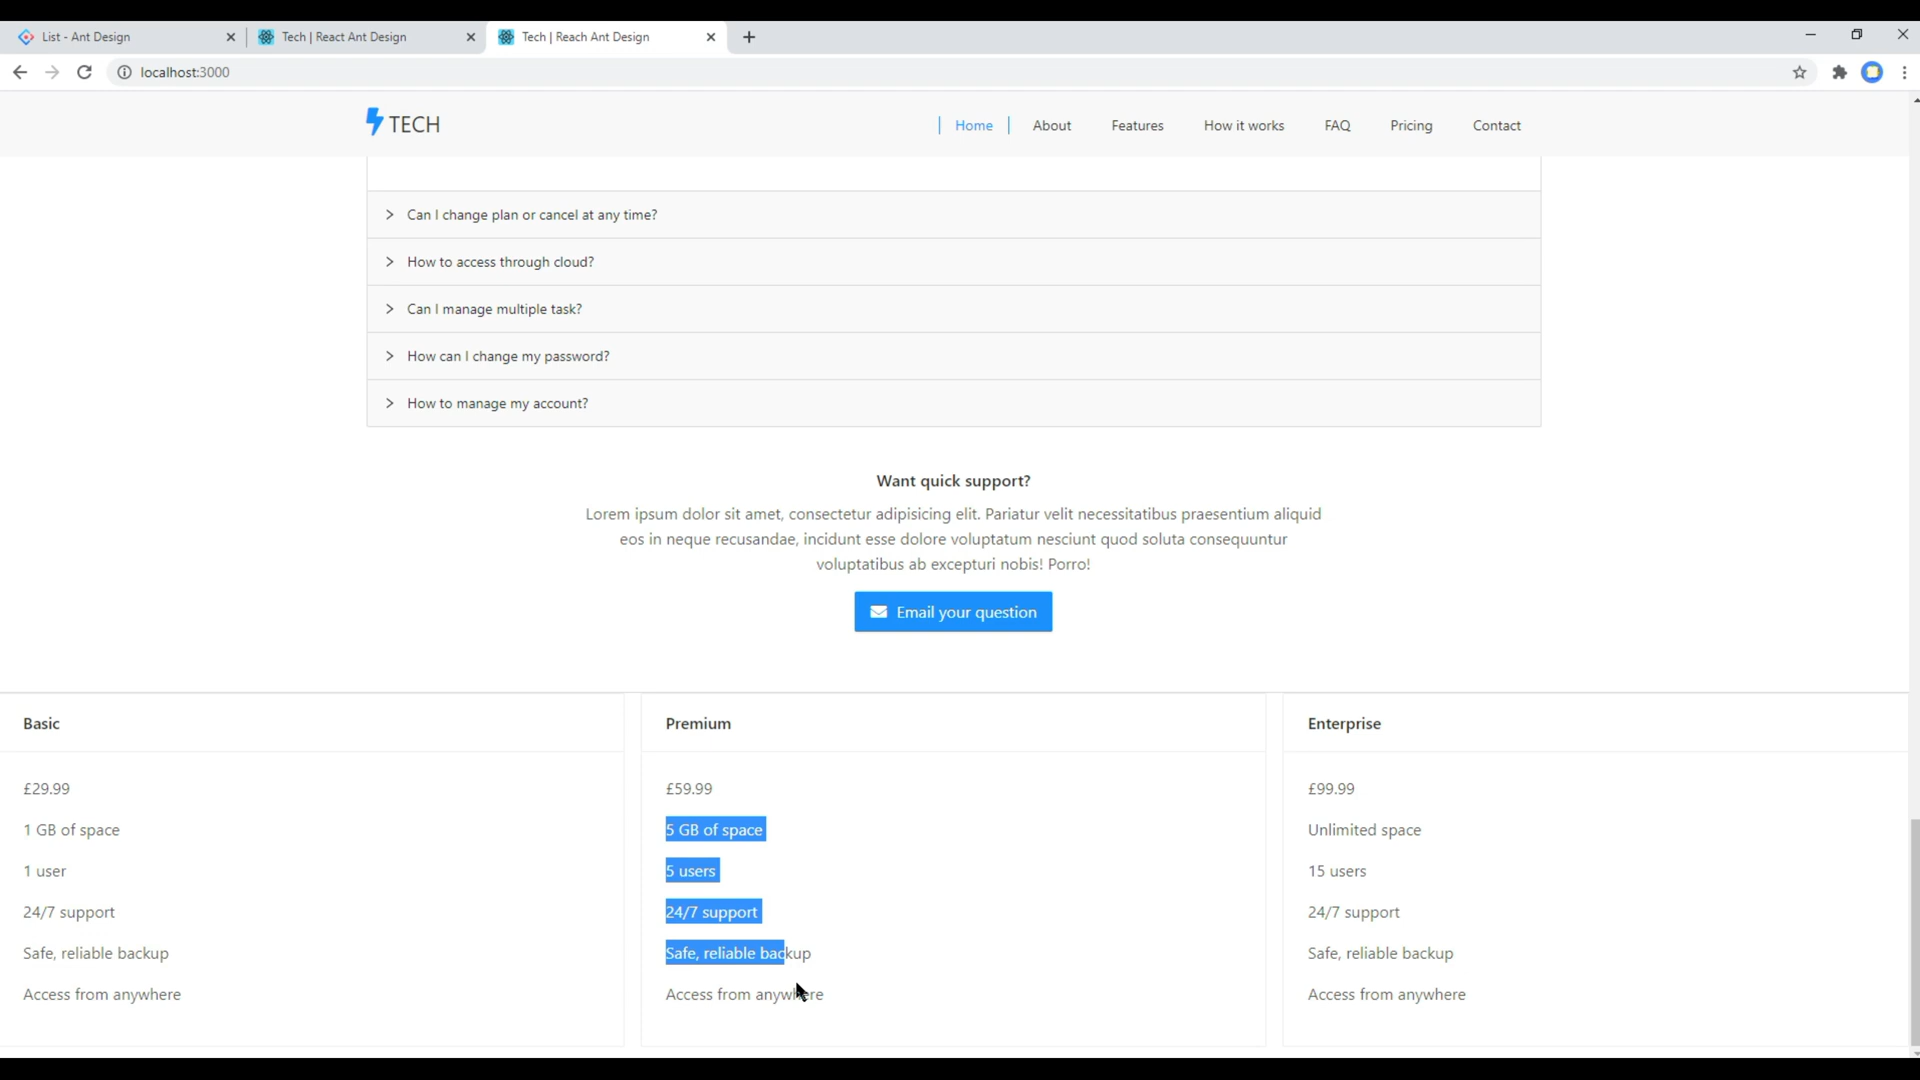 List - Ant Design
Tech | React Ant Design
Tech | Reach Ant Design
localhost:3000
TECH
Home
About
Features
How it works
FAQ
Pricing
Contact
Can I change plan or cancel at any time?
How to access through cloud?
Can I manage multiple task?
How can I change my password?
How to manage my account?
Want quick support?
Lorem ipsum dolor sit amet, consectetur adipisicing elit. Pariatur velit necessitatibus praesentium aliquid
eos in neque recusandae, incidunt esse dolore voluptatum nesciunt quod soluta consequuntur
voluptatibus ab excepturi nobis! Porro!
Email your question
Basic
£29.99
1 GB of space
1 user
24/7 support
Safe, reliable backup
Access from anywhere
Premium
£59.99
5 GB of space
5 users
24/7 support
Safe, reliable backup
Access from anywhere
Enterprise
£99.99
Unlimited space
15 users
24/7 support
Safe, reliable backup
Access from anywhere